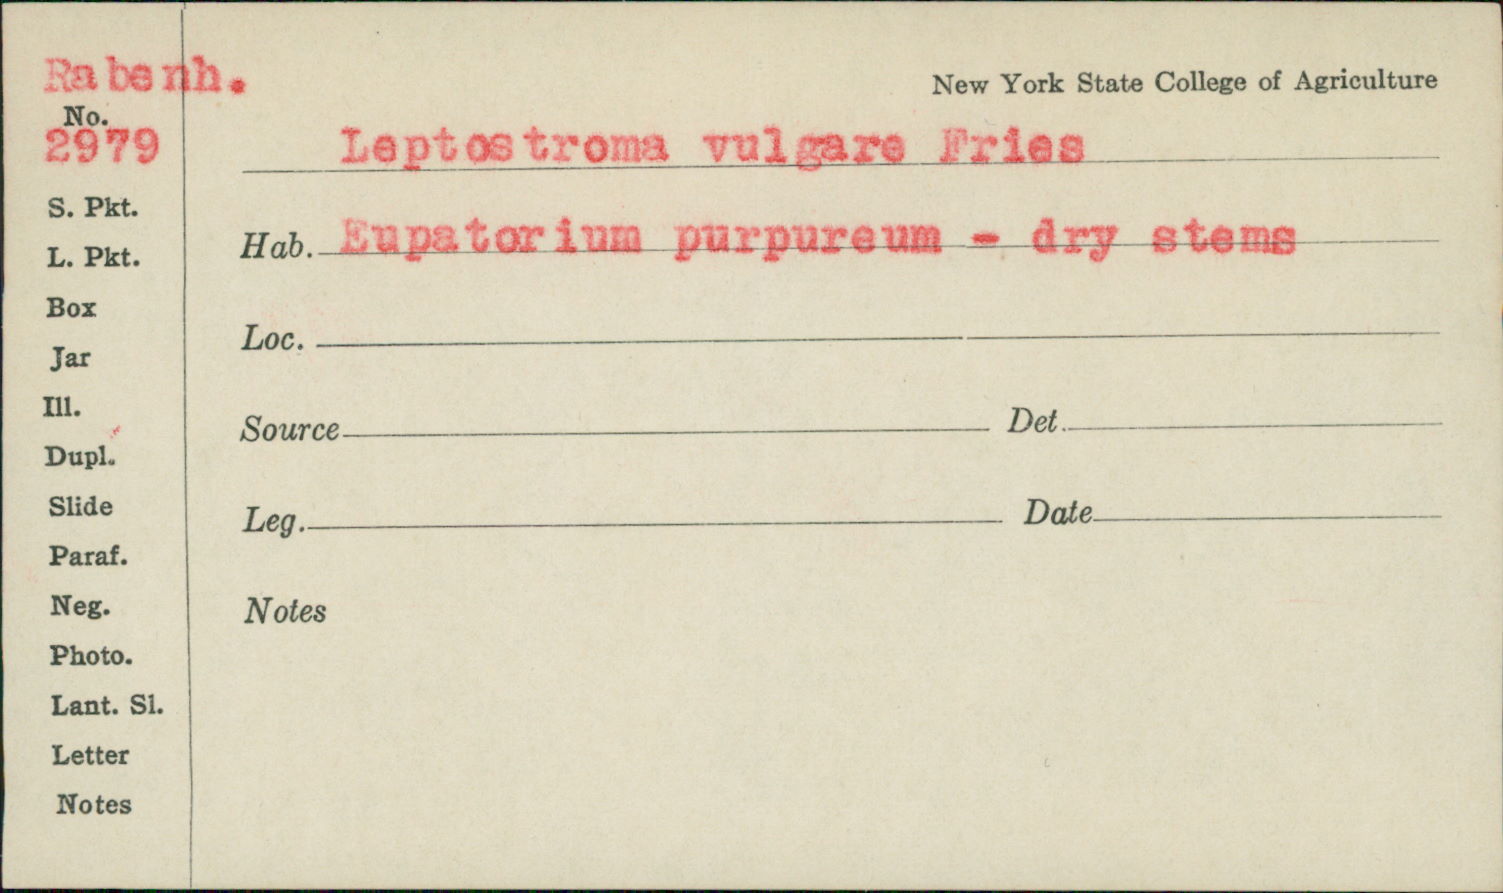 Rabenh.
New York State College of Agriculture
No.
2979
Leptostroma vulgare Fries
S. Pkt.
Hab. Eupatorium purpureum - dry stems
L. Pkt.
Box
Loc.
Jar
Ill.
Source Det.
Dupl.
Slide
Leg. Date
Paraf.
Neg.
Notes
Photo.
Lant. Sl.
Letter
Notes